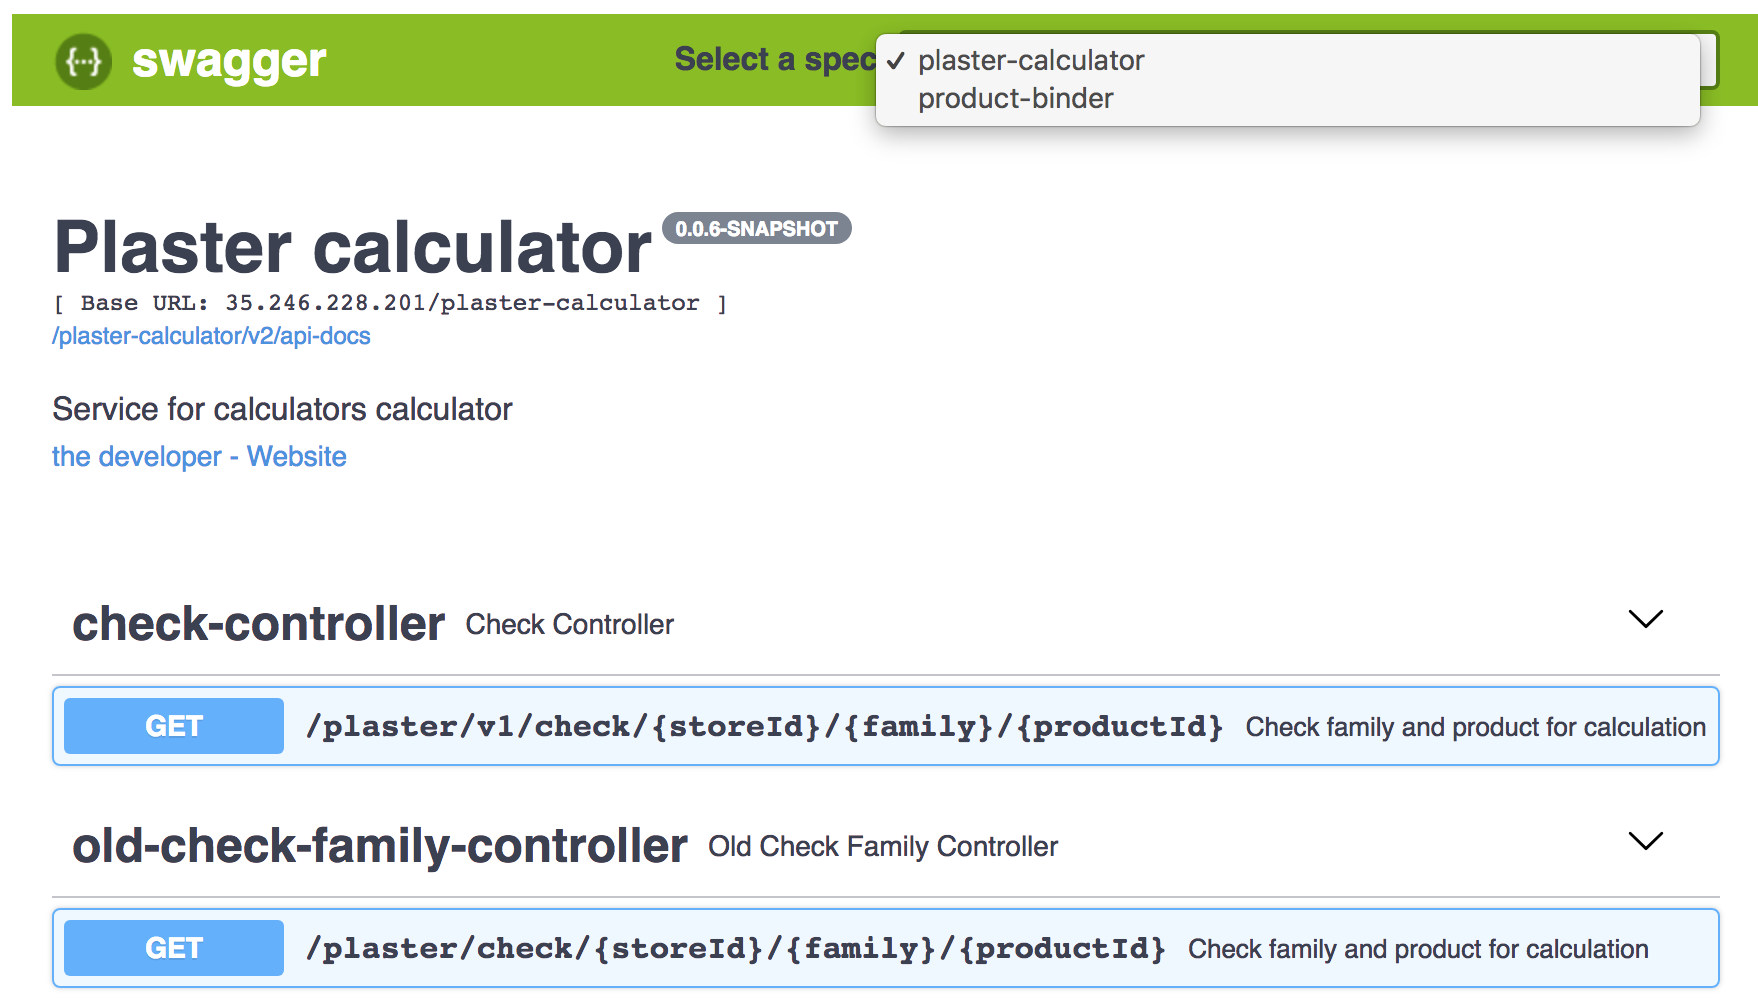 {...} swagger
Select a spec
✓ plaster-calculator
product-binder
Plaster calculator 0.0.6-SNAPSHOT
[ Base URL: 35.246.228.201/plaster-calculator ]
/plaster-calculator/v2/api-docs
Service for calculators calculator
the developer - Website
check-controller Check Controller
GET /plaster/v1/check/{storeId}/{family}/{productId} Check family and product for calculation
old-check-family-controller Old Check Family Controller
GET /plaster/check/{storeId}/{family}/{productId} Check family and product for calculation